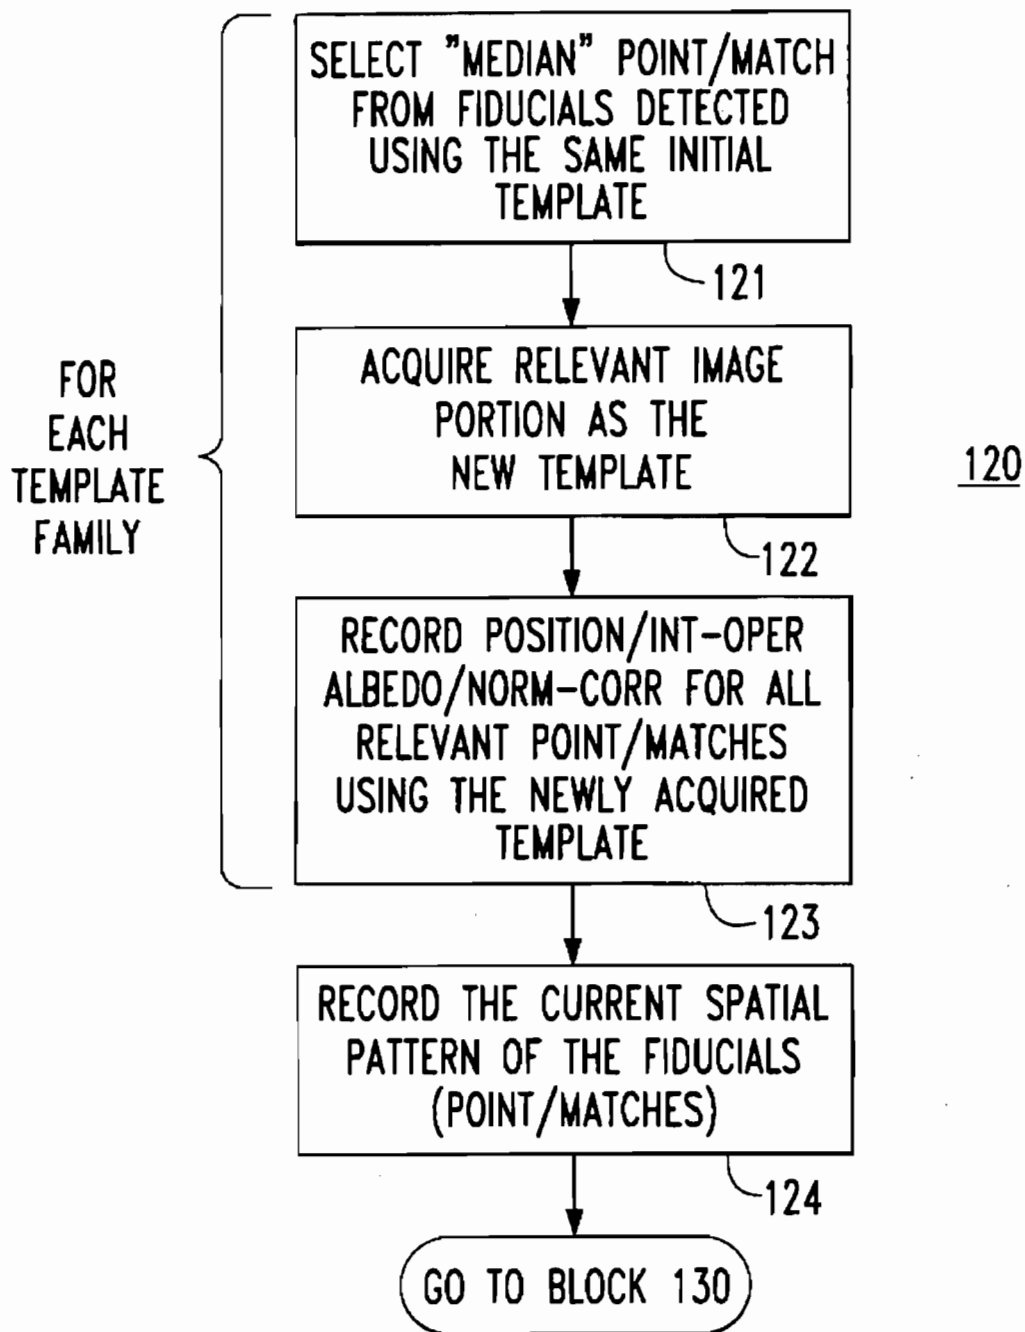 SELECT "MEDIAN" POINT/MATCH
FROM FIDUCIALS DETECTED
USING THE SAME INITIAL
TEMPLATE
121
FOR
EACH
TEMPLATE
FAMILY
ACQUIRE RELEVANT IMAGE
PORTION AS THE
NEW TEMPLATE
122
120
RECORD POSITION/INT-OPER
ALBEDO/NORM-CORR FOR ALL
RELEVANT POINT/MATCHES
USING THE NEWLY ACQUIRED
TEMPLATE
123
RECORD THE CURRENT SPATIAL
PATTERN OF THE FIDUCIALS
(POINT/MATCHES)
124
GO TO BLOCK 130